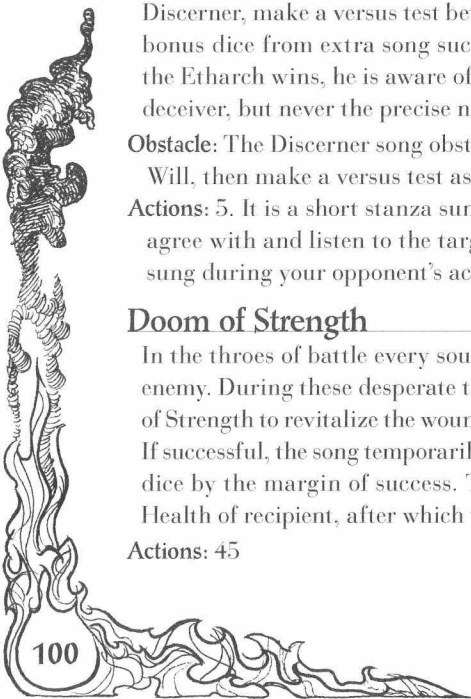 Discerner, make a versus test be
bonus dice from extra song suc
the Etharch wins, he is aware of
deceiver, but never the precise n
Obstacle: The Discerner song obst
Will, then make a versus test as
Actions: 5. It is a short stanza sun
agree with and listen to the targ
sung during your opponent's ac
Doom of Strength
In the throes of battle every sou
enemy. During these desperate t
of Strength to revitalize the woun
If successful, the song temporaril
dice by the margin of success.
Health of recipient, after which
Actions: 45
100